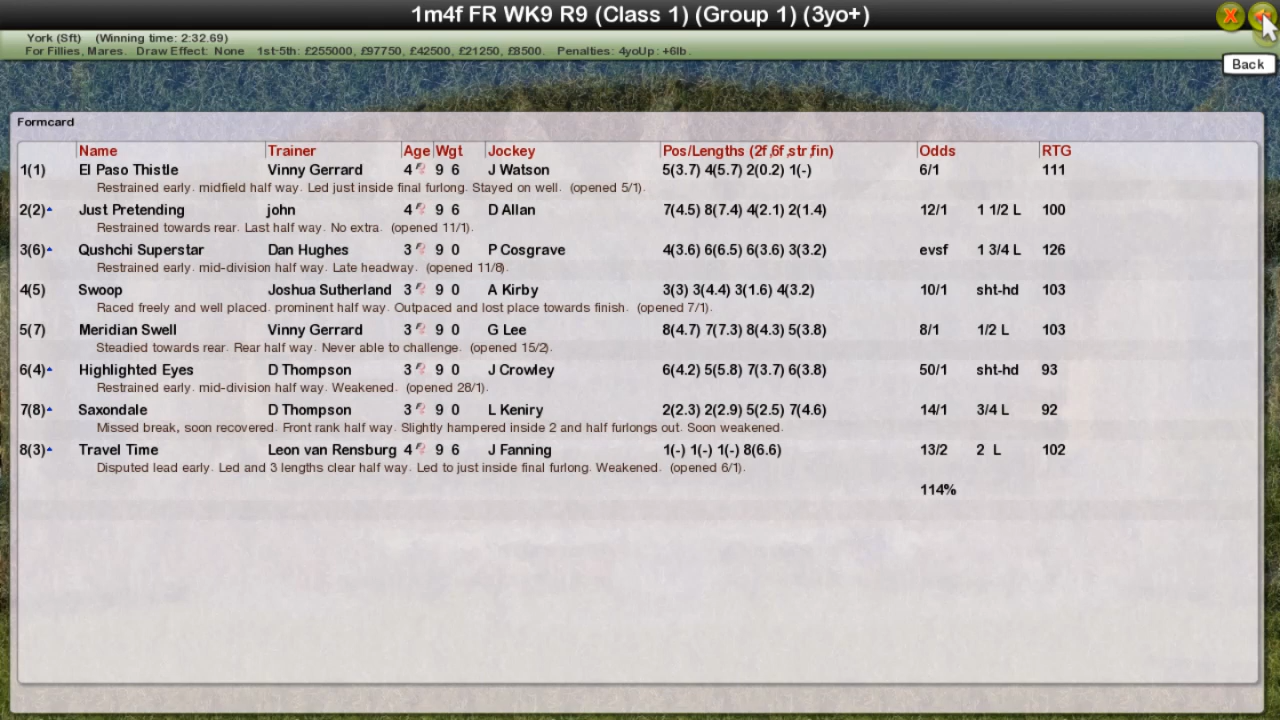 1m4f FR WK9 R9 (Class 1) (Group 1) (3yo+)
York (Sft) (Winning time: 2:32.69)
For Fillies, Mares. Draw Effect: None 1st-5th: £255000, £97750, £42500, £21250, £8500. Penalties: 4yoUp: +6lb.
Back
Formcard
Name Trainer Age Wgt Jockey Pos/Lengths (2f,6f,str,fin) Odds RTG
1(1) El Paso Thistle Vinny Gerrard 4 9 6 J Watson 5(3.7) 4(5.7) 2(0.2) 1(-) 6/1 111
Restrained early. midfield half way. Led just inside final furlong. Stayed on well. (opened 5/1).
2(2) Just Pretending john 4 9 6 D Allan 7(4.5) 8(7.4) 4(2.1) 2(1.4) 12/1 1 1/2 L 100
Restrained towards rear. Last half way. No extra. (opened 11/1).
3(6) Qushchi Superstar Dan Hughes 3 9 0 P Cosgrave 4(3.6) 6(6.5) 6(3.6) 3(3.2) evsf 1 3/4 L 126
Restrained early. mid-division half way. Late headway. (opened 11/8).
4(5) Swoop Joshua Sutherland 3 9 0 A Kirby 3(3) 3(4.4) 3(1.6) 4(3.2) 10/1 sht-hd 103
Raced freely and well placed. prominent half way. Outpaced and lost place towards finish. (opened 7/1).
5(7) Meridian Swell Vinny Gerrard 3 9 0 G Lee 8(4.7) 7(7.3) 8(4.3) 5(3.8) 8/1 1/2 L 103
Steadied towards rear. Rear half way. Never able to challenge. (opened 15/2).
6(4) Highlighted Eyes D Thompson 3 9 0 J Crowley 6(4.2) 5(5.8) 7(3.7) 6(3.8) 50/1 sht-hd 93
Restrained early. mid-division half way. Weakened. (opened 28/1).
7(8) Saxondale D Thompson 3 9 0 L Keniry 2(2.3) 2(2.9) 5(2.5) 7(4.6) 14/1 3/4 L 92
Missed break, soon recovered. Front rank half way. Slightly hampered inside 2 and half furlongs out. Soon weakened.
8(3) Travel Time Leon van Rensburg 4 9 6 J Fanning 1(-) 1(-) 1(-) 8(6.6) 13/2 2 L 102
Disputed lead early. Led and 3 lengths clear half way. Led to just inside final furlong. Weakened. (opened 6/1).
114%